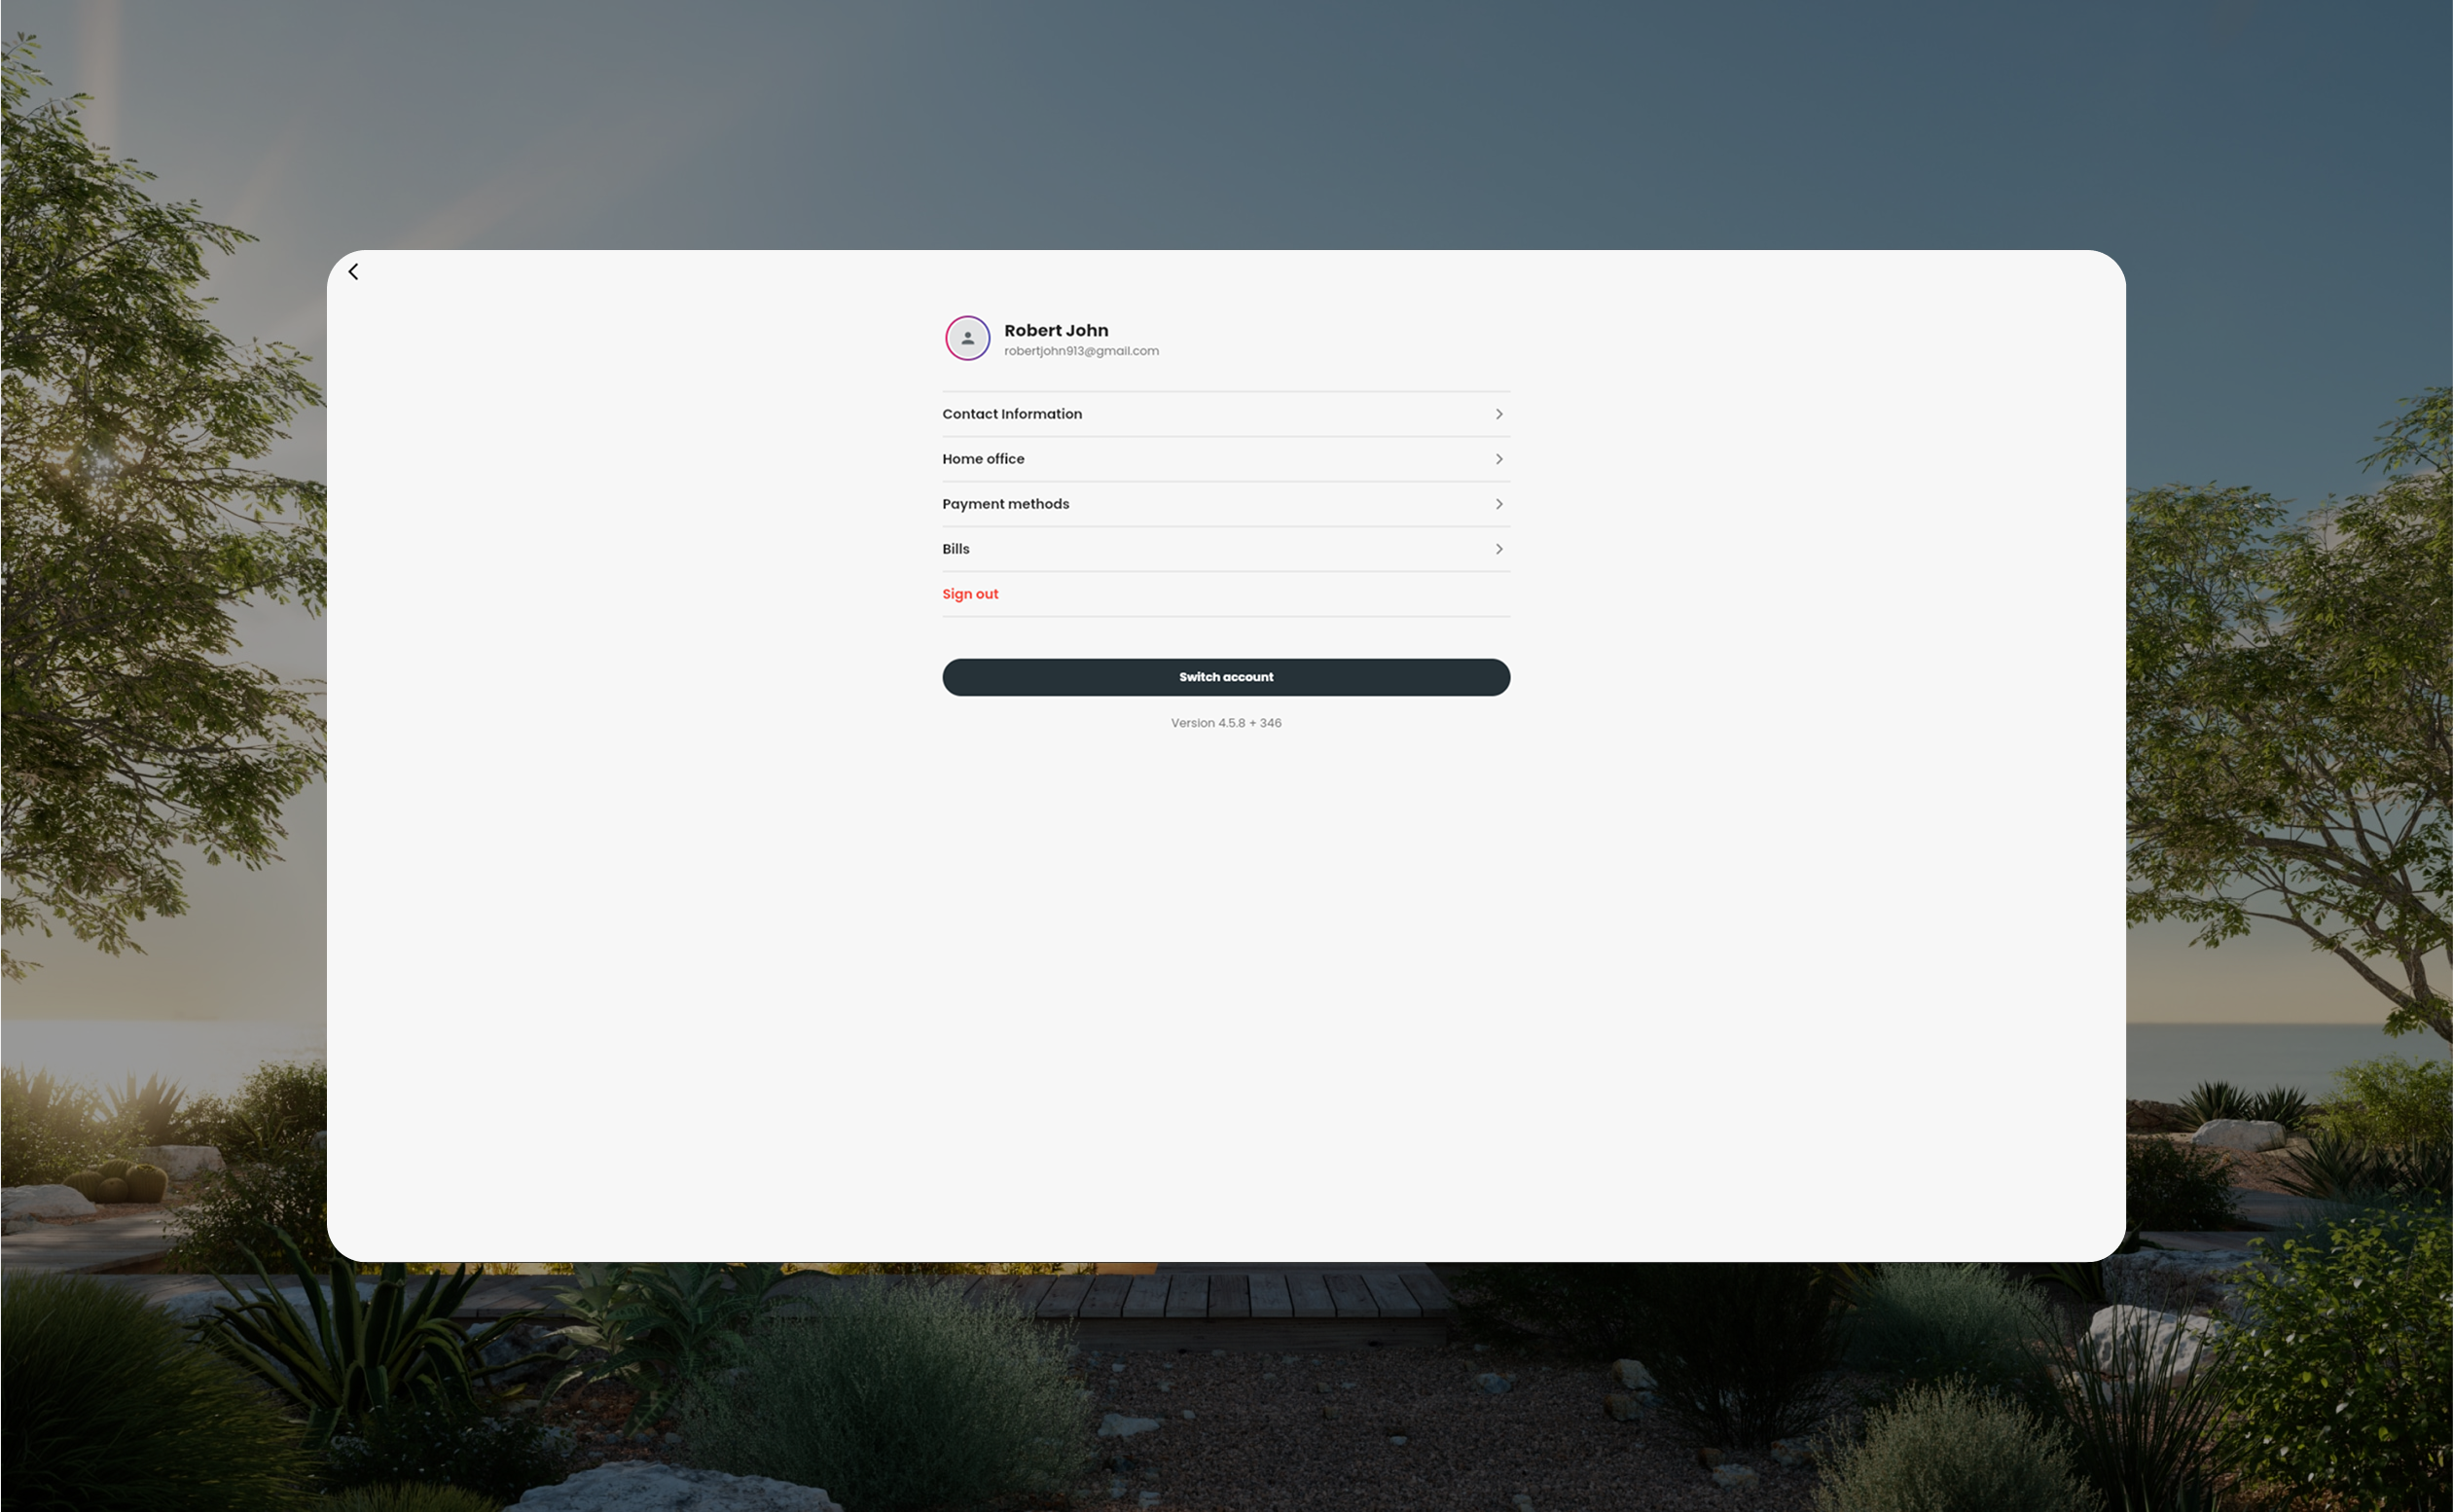 Robert John
robertjohn913@gmail.com
Contact Information
Home office
Payment methods
Bills
Sign out
Switch account
Version 4.5.8 + 346